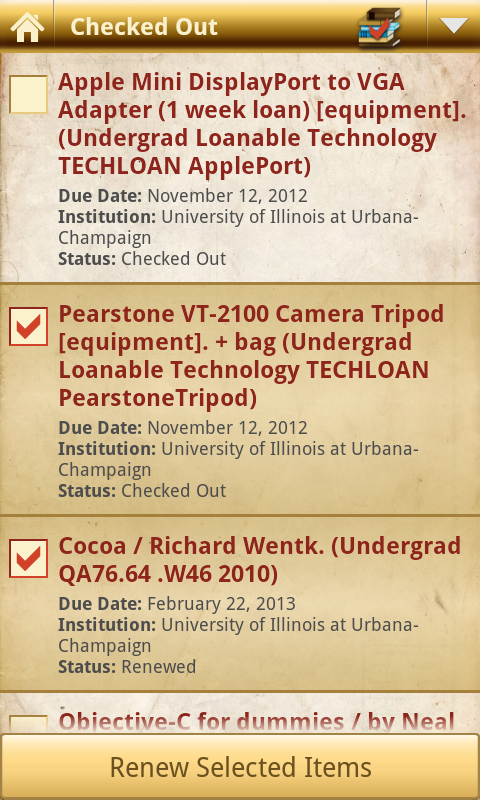 Checked Out
Apple Mini DisplayPort to VGA
Adapter (1 week loan) [equipment].
(Undergrad Loanable Technology
TECHLOAN ApplePort)
Due Date: November 12, 2012
Institution: University of Illinois at Urbana-
Champaign
Status: Checked Out
Pearstone VT-2100 Camera Tripod
[equipment]. + bag (Undergrad
Loanable Technology TECHLOAN
PearstoneTripod)
Due Date: November 12, 2012
Institution: University of Illinois at Urbana-
Champaign
Status: Checked Out
Cocoa / Richard Wentk. (Undergrad
QA76.64 .W46 2010)
Due Date: February 22, 2013
Institution: University of Illinois at Urbana-
Champaign
Status: Renewed
Objective-C for dummies / by Neal
Renew Selected Items